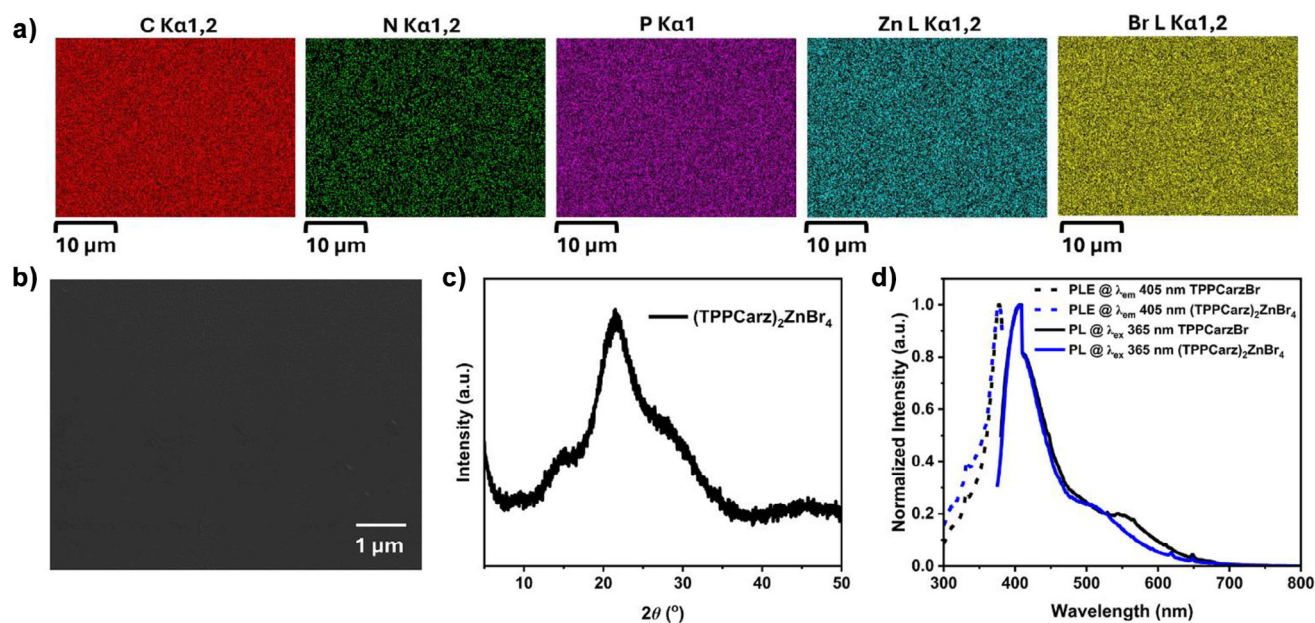 a)
C Kα1,2
N Kα1,2
P Kα1
Zn L Kα1,2
Br L Kα1,2
10 µm
10 µm
10 µm
10 µm
10 µm
b)
1 µm
c)
(TPPCarz)₂ZnBr₄
Intensity (a.u.)
10
20
30
40
50
2θ (°)
d)
PLE @ λem 405 nm TPPCarzBr
PLE @ λem 405 nm (TPPCarz)₂ZnBr₄
PL @ λex 365 nm TPPCarzBr
PL @ λex 365 nm (TPPCarz)₂ZnBr₄
Normalized Intensity (a.u.)
1.0
0.8
0.6
0.4
0.2
0.0
300
400
500
600
700
800
Wavelength (nm)